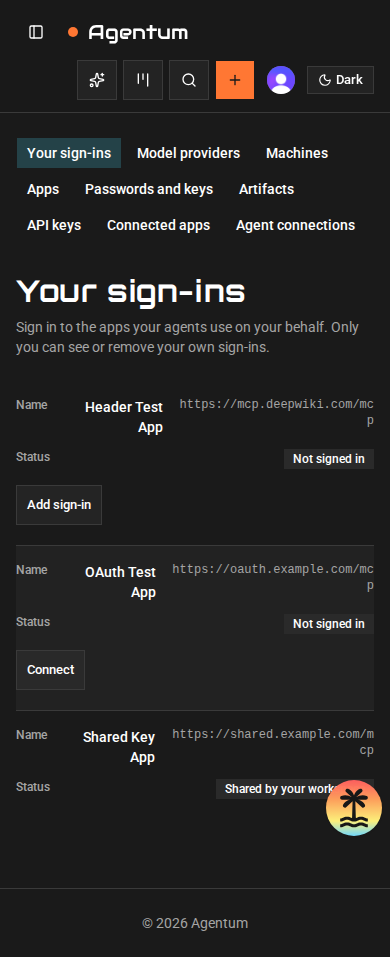 Agentum
Dark
Your sign-ins Model providers Machines
Apps Passwords and keys Artifacts
API keys Connected apps Agent connections
Your sign-ins
Sign in to the apps your agents use on your behalf. Only
you can see or remove your own sign-ins.
Name Header Test https://mcp.deepwiki.com/mc
App p
Status Not signed in
Add sign-in
Name OAuth Test https://oauth.example.com/mc
App p
Status Not signed in
Connect
Name Shared Key https://shared.example.com/m
App cp
Status Shared by your
© 2026 Agentum